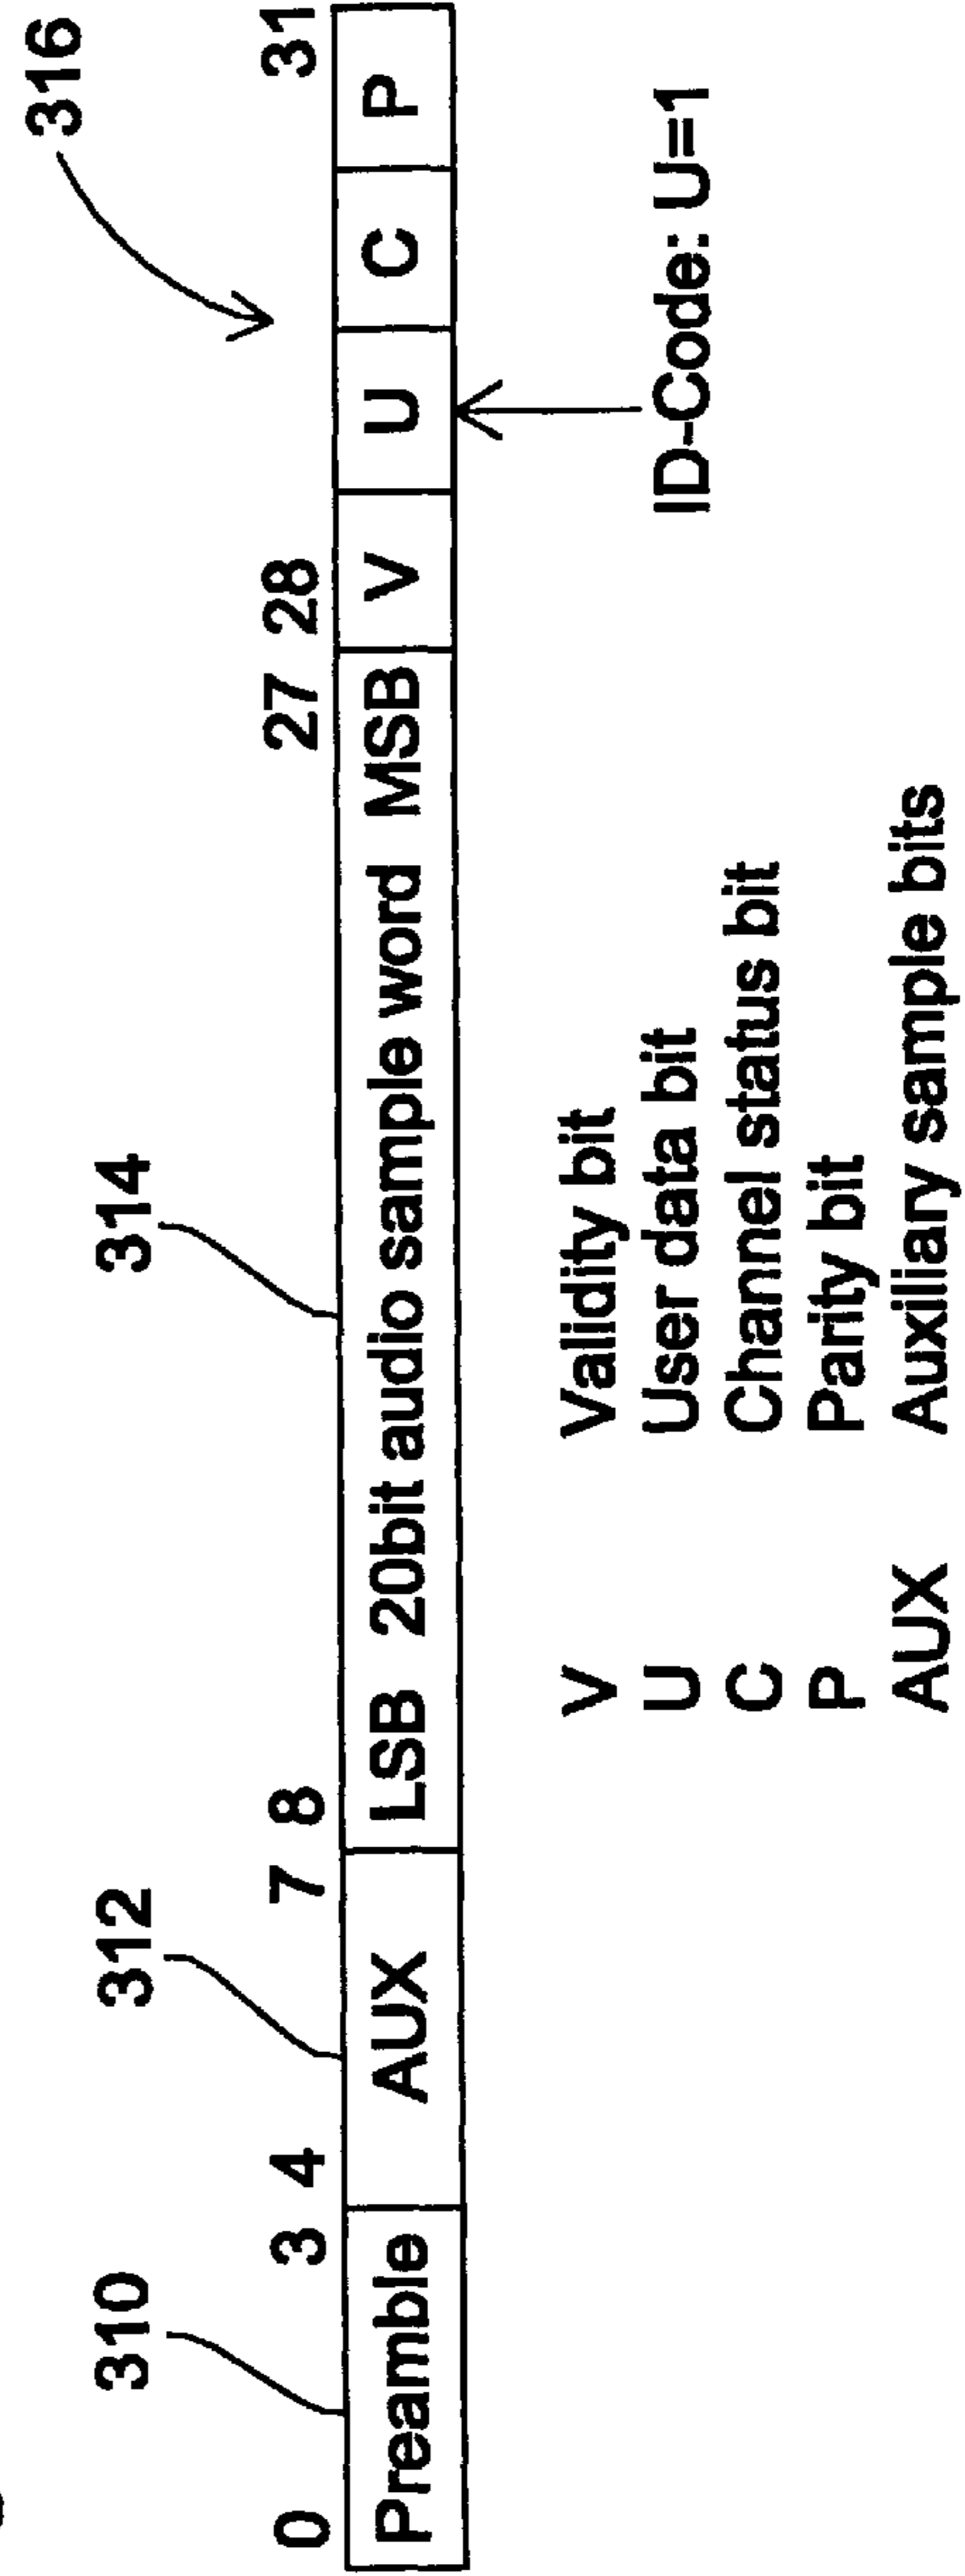 310 312 314 316
0 3 4 7 8 27 28 31
Preamble AUX LSB 20bit audio sample word MSB V U C P
ID-Code: U=1
V Validity bit
U User data bit
C Channel status bit
P Parity bit
AUX Auxiliary sample bits